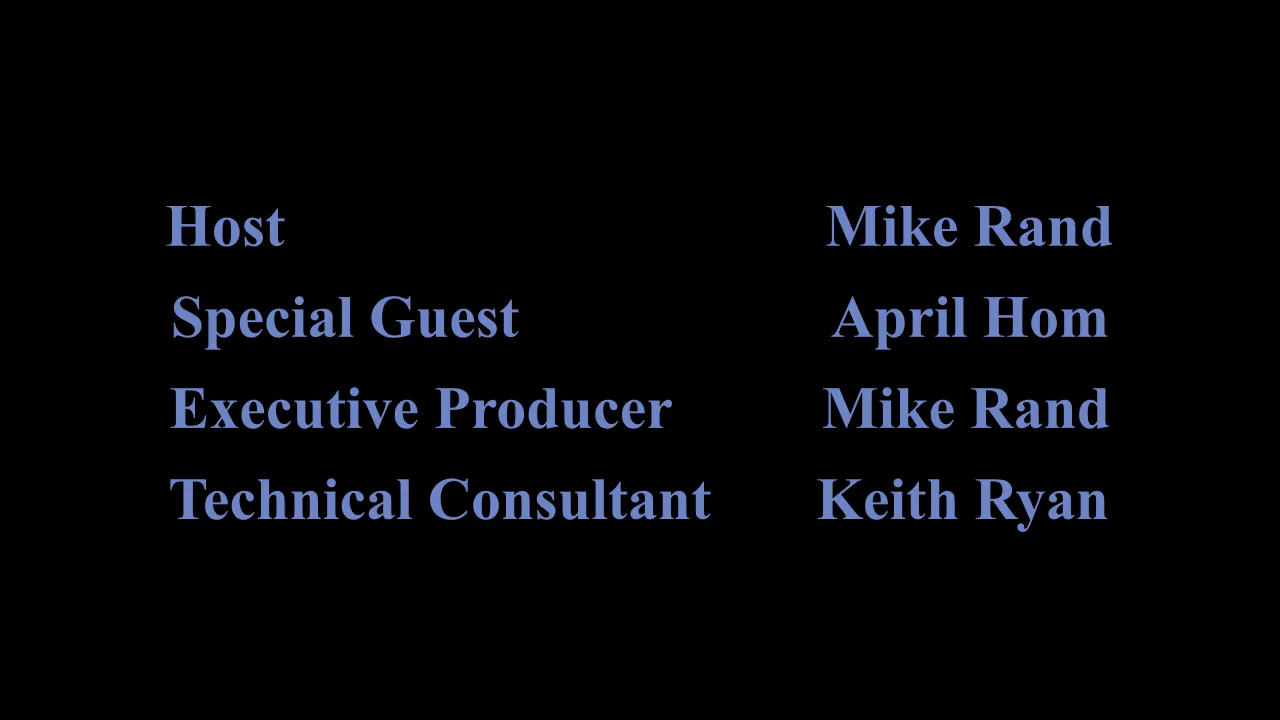 Host Mike Rand
Special Guest April Hom
Executive Producer Mike Rand
Technical Consultant Keith Ryan